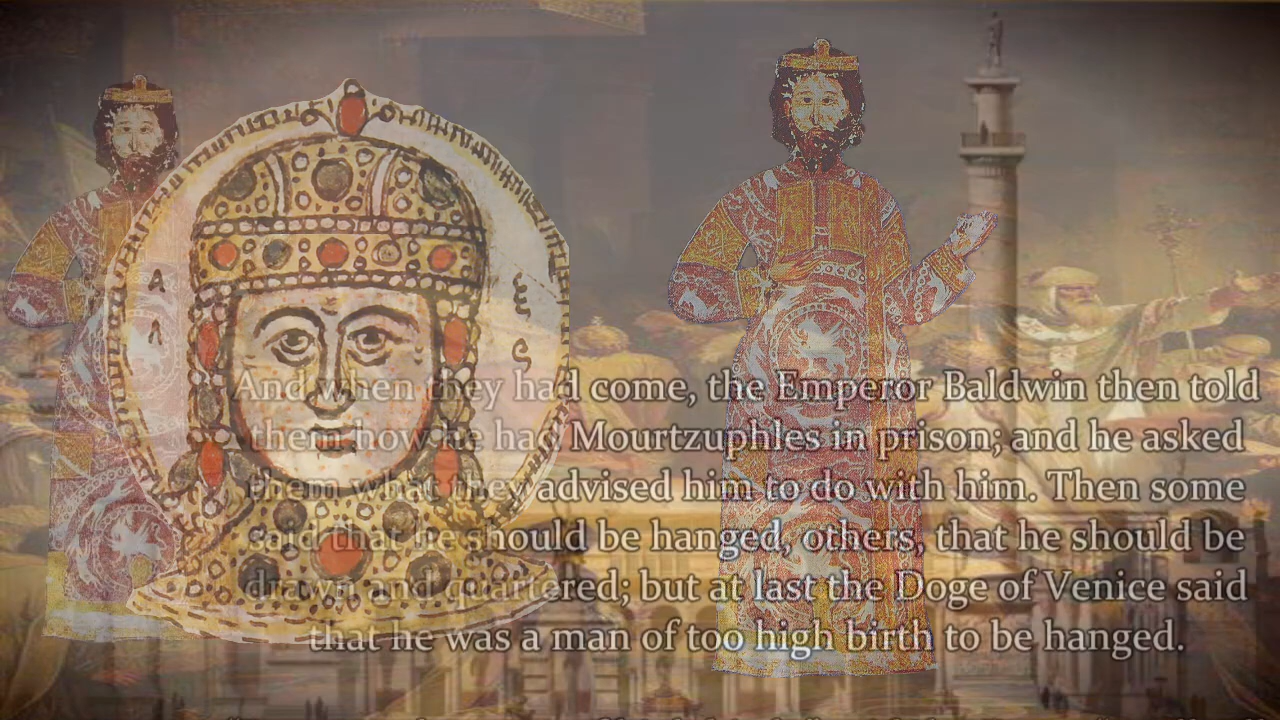 Α
Λ
ξ
ς
And when they had come, the Emperor Baldwin then told
them how he had Mourtzuphles in prison; and he asked
them what they advised him to do with him. Then some
said that he should be hanged, others, that he should be
drawn and quartered; but at last the Doge of Venice said
that he was a man of too high birth to be hanged.